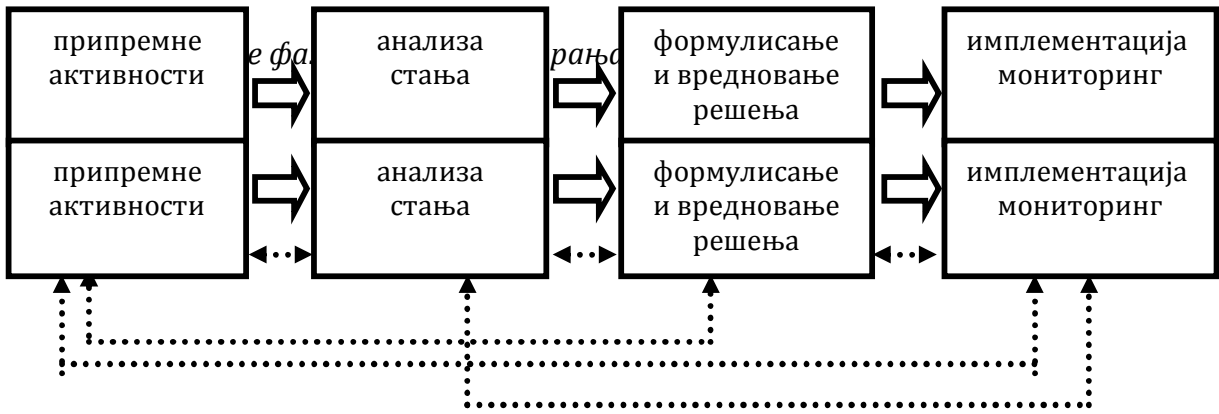 припремне
активности
анализа
стања
формулисање
и вредновање
решења
имплементација
мониторинг
припремне
активности
анализа
стања
формулисање
и вредновање
решења
имплементација
мониторинг